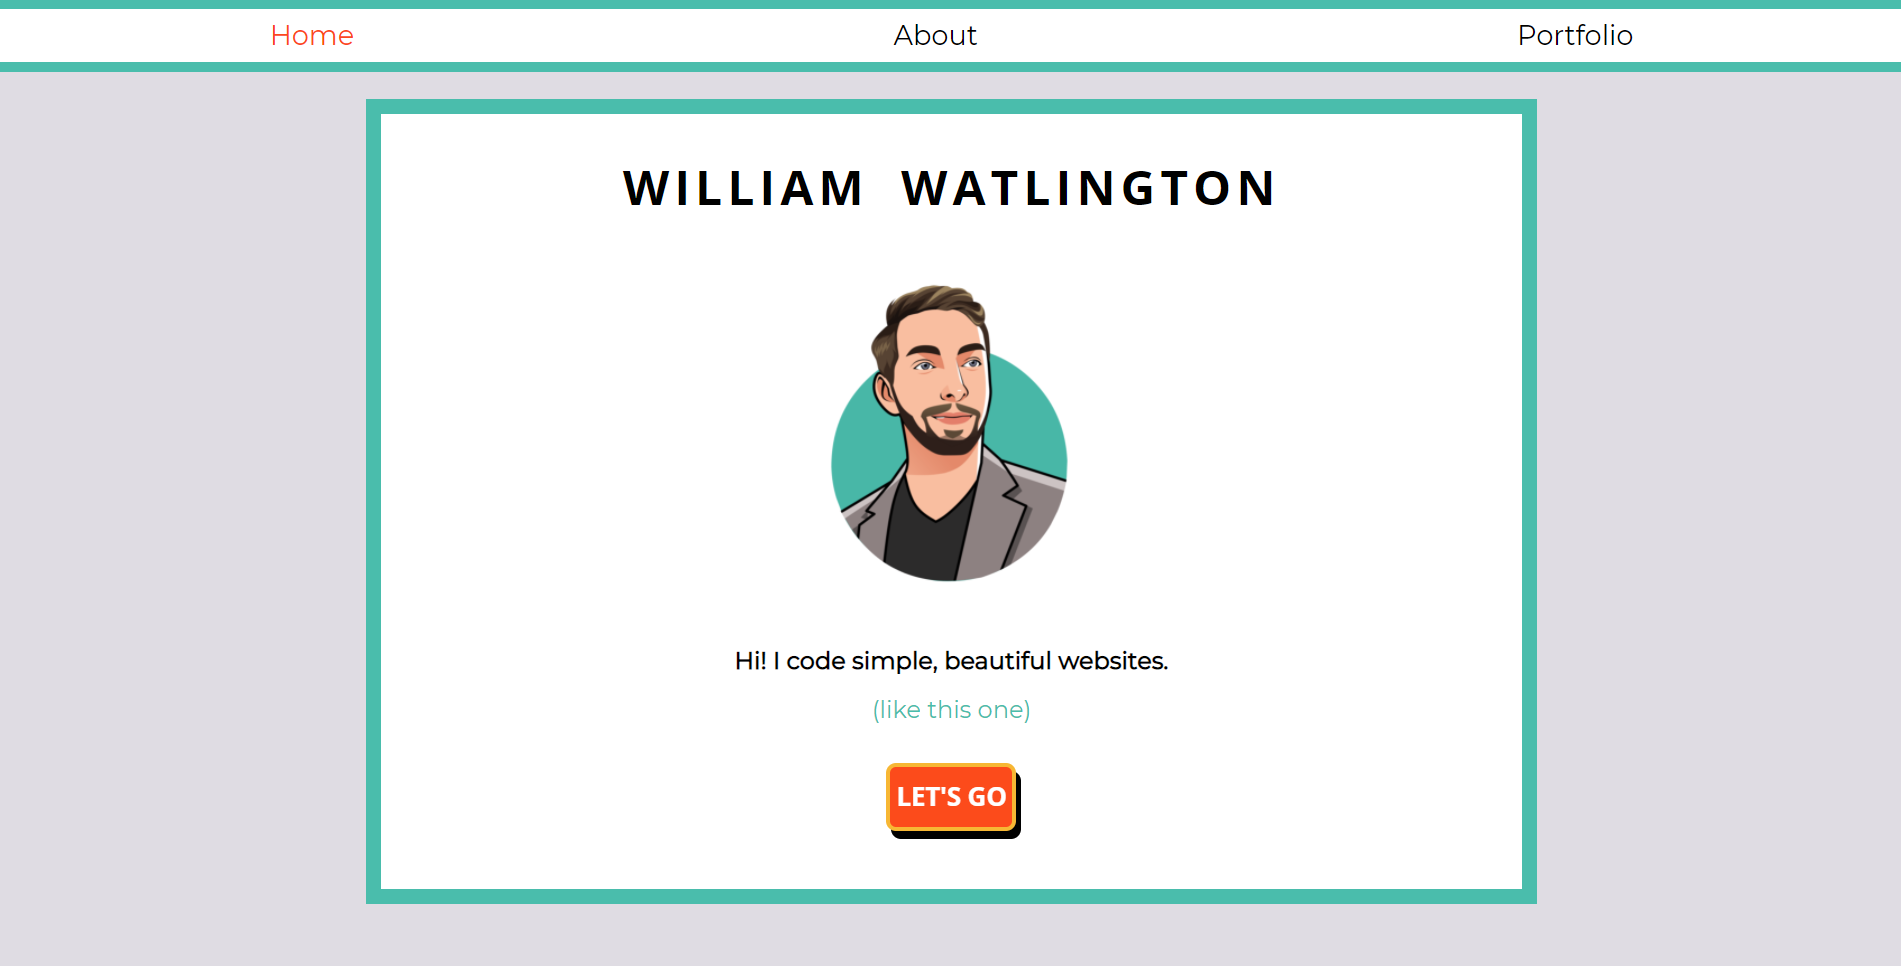 Home About Portfolio
WILLIAM WATLINGTON
Hi! I code simple, beautiful websites.
(like this one)
LET'S GO